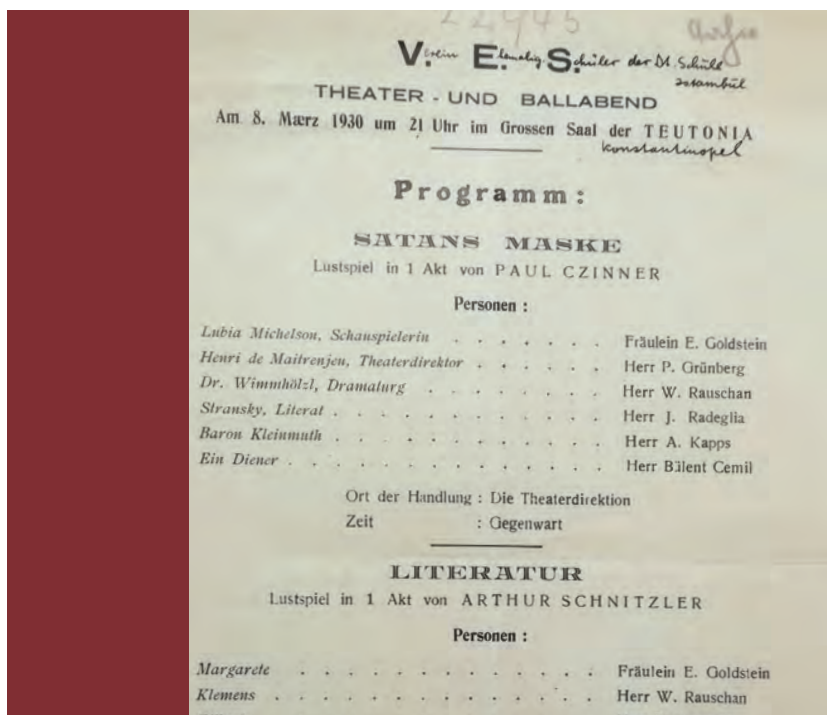 22445
V. Verein E. Ehemalig. S. Schüler der Dt. Schule
Istambül
THEATER - UND BALLABEND
Am 8. Mærz 1930 um 21 Uhr im Grossen Saal der TEUTONIA
Konstantinopel
Programm :
SATANS MASKE
Lustspiel in 1 Akt von PAUL CZINNER
Personen :
Lubia Michelson, Schauspielerin . . . . . . . Fräulein E. Goldstein
Henri de Maitrenjeu, Theaterdirektor . . . . . . Herr P. Grünberg
Dr. Wimmhölzl, Dramaturg . . . . . . . . Herr W. Rauschan
Stransky, Literat . . . . . . . . . . . . Herr J. Radeglia
Baron Kleinmuth . . . . . . . . . . . . Herr A. Kapps
Ein Diener . . . . . . . . . . . . . . Herr Bülent Cemil
Ort der Handlung : Die Theaterdirektion
Zeit : Gegenwart
LITERATUR
Lustspiel in 1 Akt von ARTHUR SCHNITZLER
Personen :
Margarete . . . . . . . . . . . . . Fräulein E. Goldstein
Klemens . . . . . . . . . . . . . . Herr W. Rauschan